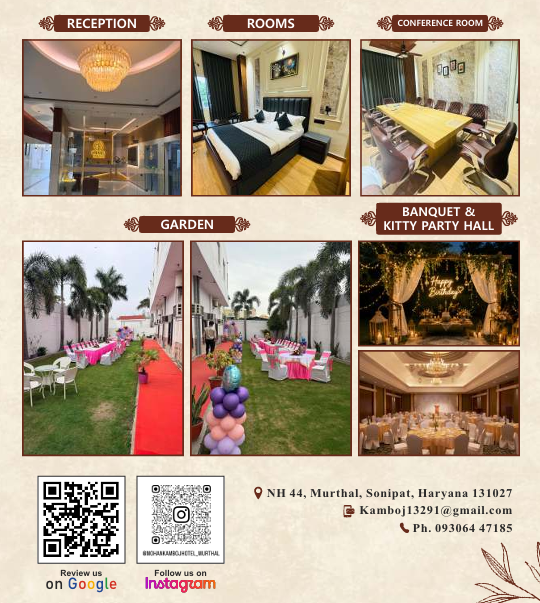 RECEPTION
ROOMS
CONFERENCE ROOM
GARDEN
BANQUET &
KITTY PARTY HALL
Happy
Birthday
NH 44, Murthal, Sonipat, Haryana 131027
Kamboj13291@gmail.com
Ph. 093064 47185
@MOHANKAMBOJHOTEL_MURTHAL
Review us
on Google
Follow us on
Instagram